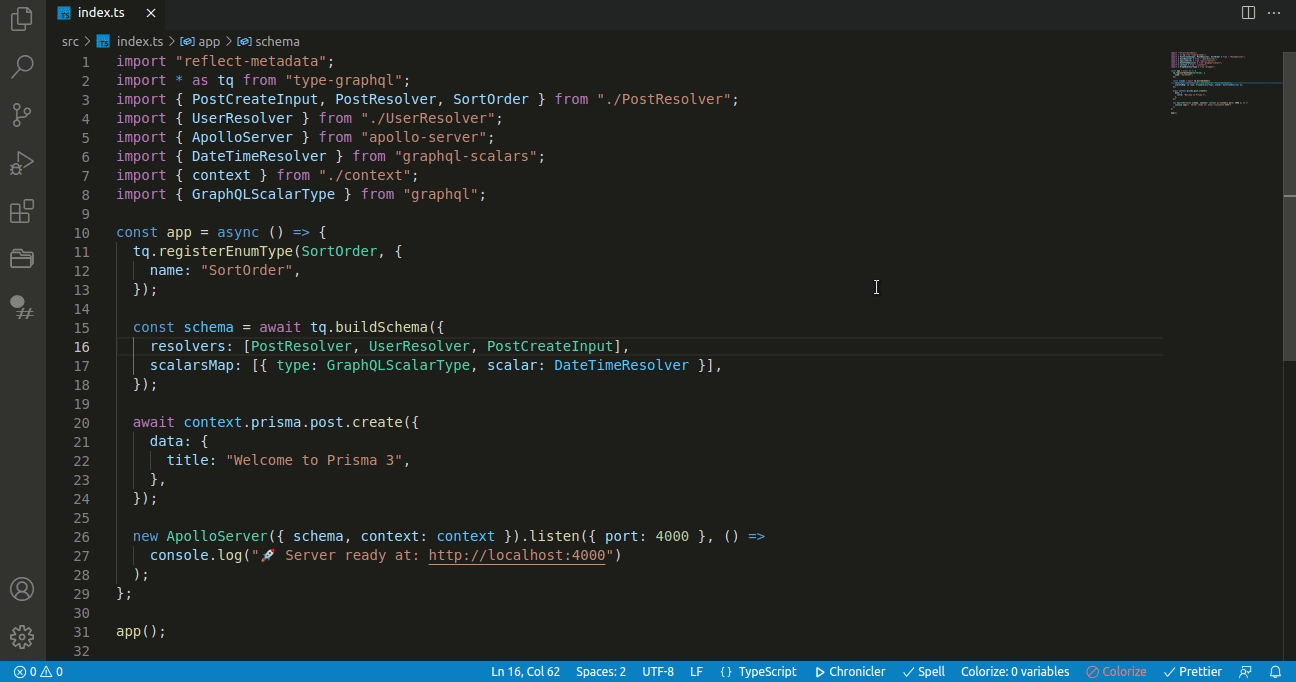 index.ts
src > index.ts > app > schema
1 import "reflect-metadata";
2 import * as tq from "type-graphql";
3 import { PostCreateInput, PostResolver, SortOrder } from "./PostResolver";
4 import { UserResolver } from "./UserResolver";
5 import { ApolloServer } from "apollo-server";
6 import { DateTimeResolver } from "graphql-scalars";
7 import { context } from "./context";
8 import { GraphQLScalarType } from "graphql";
9
10 const app = async () => {
11   tq.registerEnumType(SortOrder, {
12     name: "SortOrder",
13   });
14
15   const schema = await tq.buildSchema({
16     resolvers: [PostResolver, UserResolver, PostCreateInput],
17     scalarsMap: [{ type: GraphQLScalarType, scalar: DateTimeResolver }],
18   });
19
20   await context.prisma.post.create({
21     data: {
22       title: "Welcome to Prisma 3",
23     },
24   });
25
26   new ApolloServer({ schema, context: context }).listen({ port: 4000 }, () =>
27     console.log("🚀 Server ready at: http://localhost:4000")
28   );
29 };
30
31 app();
32
0 0 Ln 16, Col 62 Spaces: 2 UTF-8 LF { } TypeScript Chronicler Spell Colorize: 0 variables Colorize Prettier